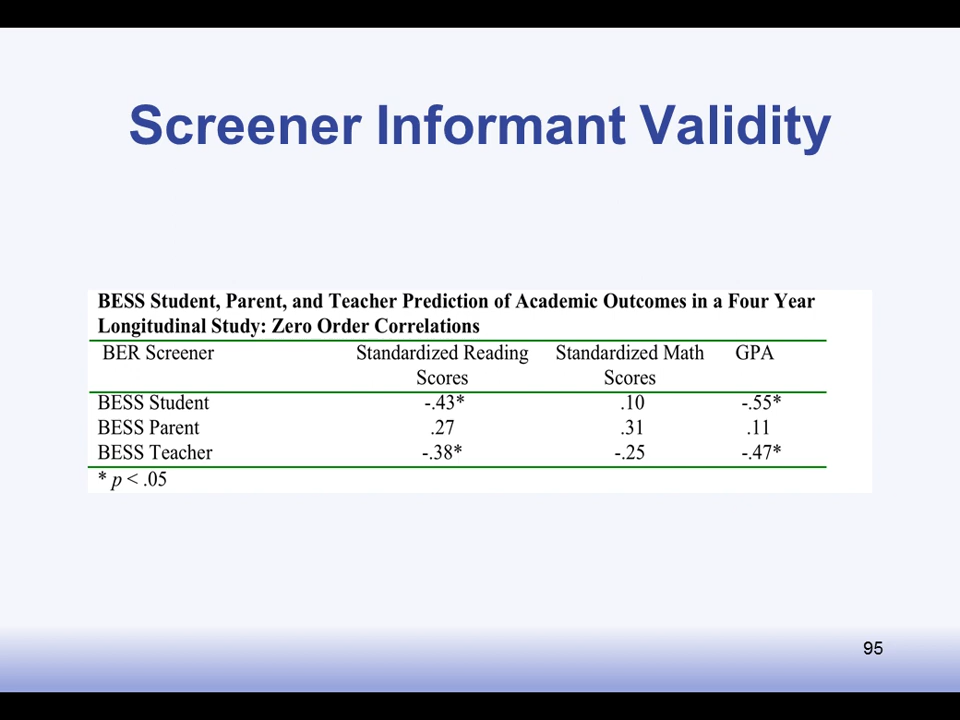 Screener Informant Validity
BESS Student, Parent, and Teacher Prediction of Academic Outcomes in a Four Year
Longitudinal Study: Zero Order Correlations
BER Screener Standardized Reading Standardized Math GPA
Scores Scores
BESS Student -.43* .10 -.55*
BESS Parent .27 .31 .11
BESS Teacher -.38* -.25 -.47*
* p < .05
95